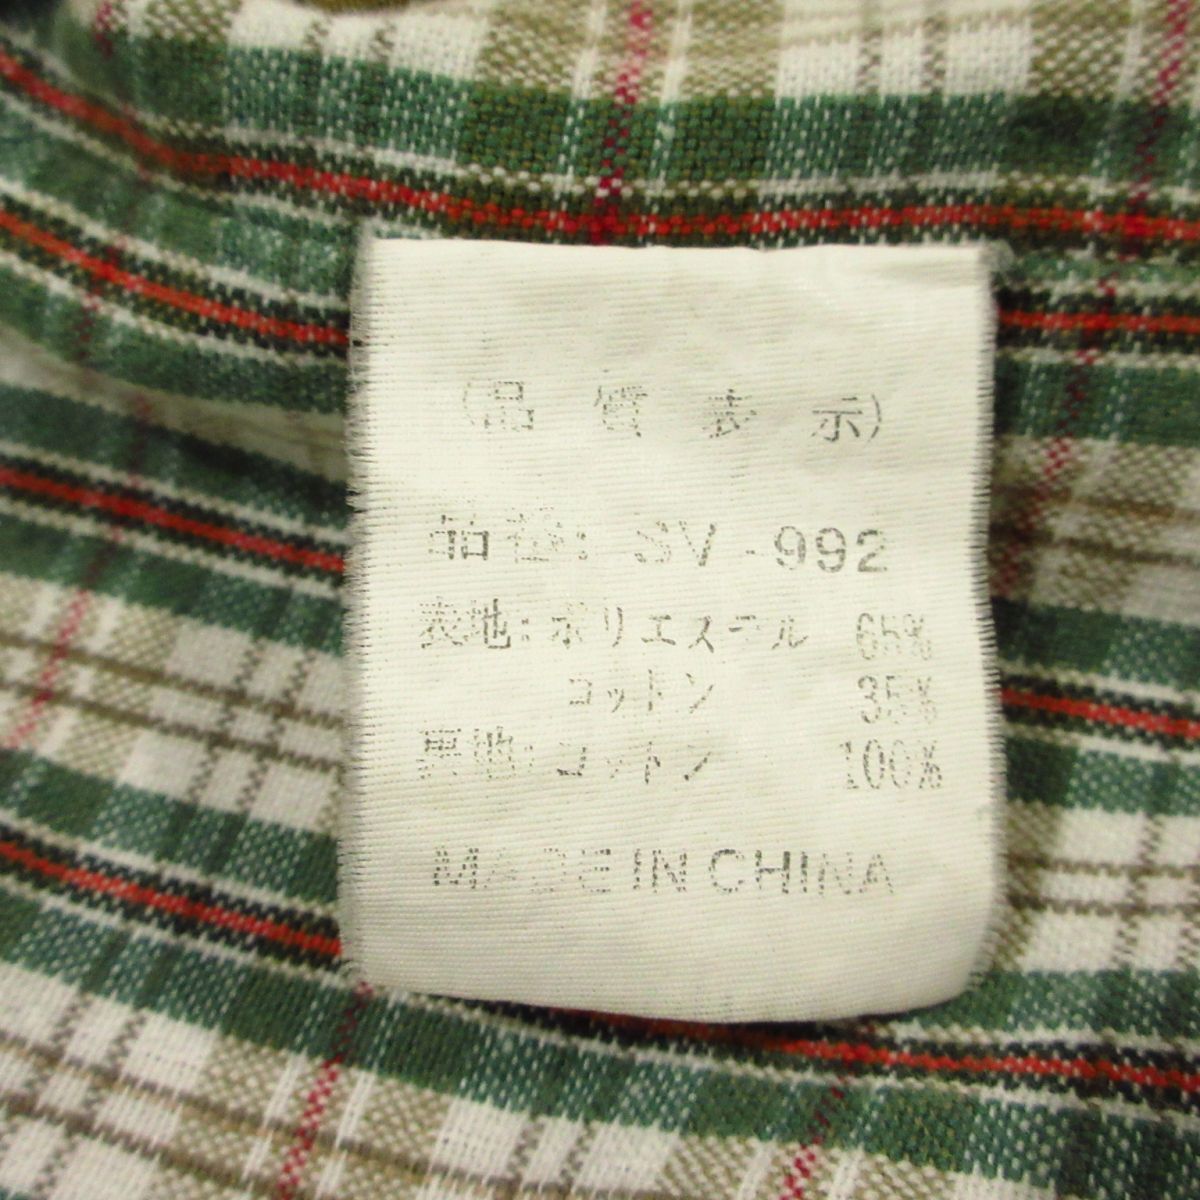 (品質表示)
品番: SV-992
表地: ポリエステル 65%
コットン 35%
裏地: コットン 100%
MADE IN CHINA